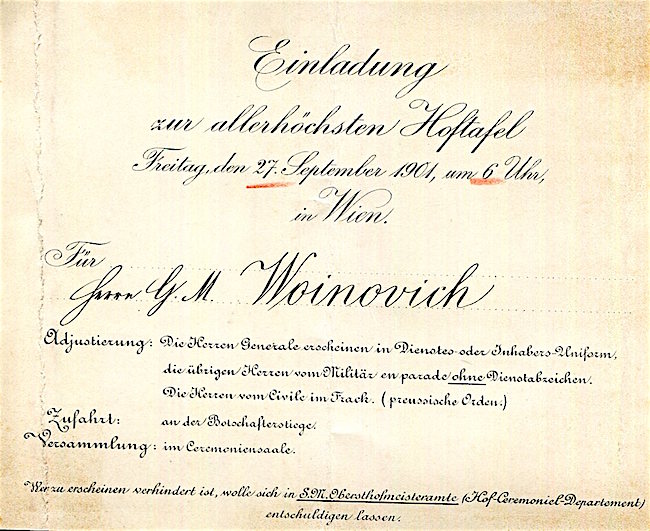 Einladung
zur allerhöchsten Hoftafel
Freitag, den 27. September 1901, um 6 Uhr,
in Wien.
Für
Herrn G. M. Woinovich
Adjustierung: Die Herren Generale erscheinen in Dienstes-oder Inhabers-Uniform,
die übrigen Herren vom Militär en parade ohne Dienstabzeichen.
Die Herren vom Civile im Frack. (preussische Orden.)
Zufahrt: an der Botschafterstiege.
Versammlung: im Ceremoniensaale.
Wer zu erscheinen verhindert ist, wolle sich in S.M. Obersthofmeisteramte (Hof-Ceremoniel-Departement)
entschuldigen lassen.